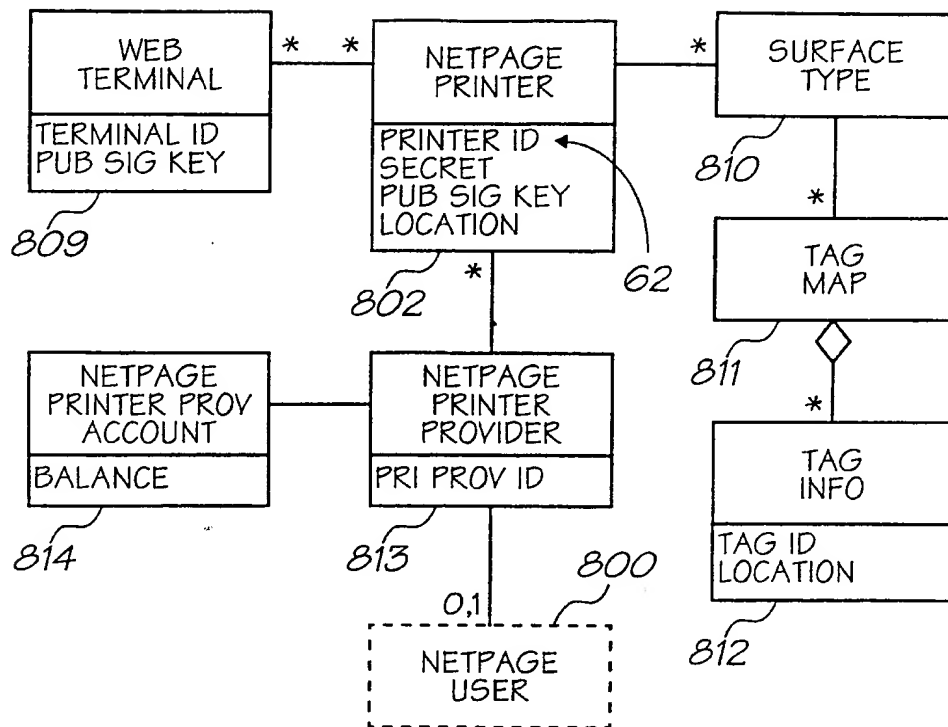 WEB
TERMINAL
TERMINAL ID
PUB SIG KEY
809
* *
NETPAGE
PRINTER
PRINTER ID
SECRET
PUB SIG KEY
LOCATION
802
62
*
*
SURFACE
TYPE
810
*
TAG
MAP
811
*
TAG
INFO
TAG ID
LOCATION
812
NETPAGE
PRINTER PROV
ACCOUNT
BALANCE
814
NETPAGE
PRINTER
PROVIDER
PRI PROV ID
813
800
0,1
NETPAGE
USER